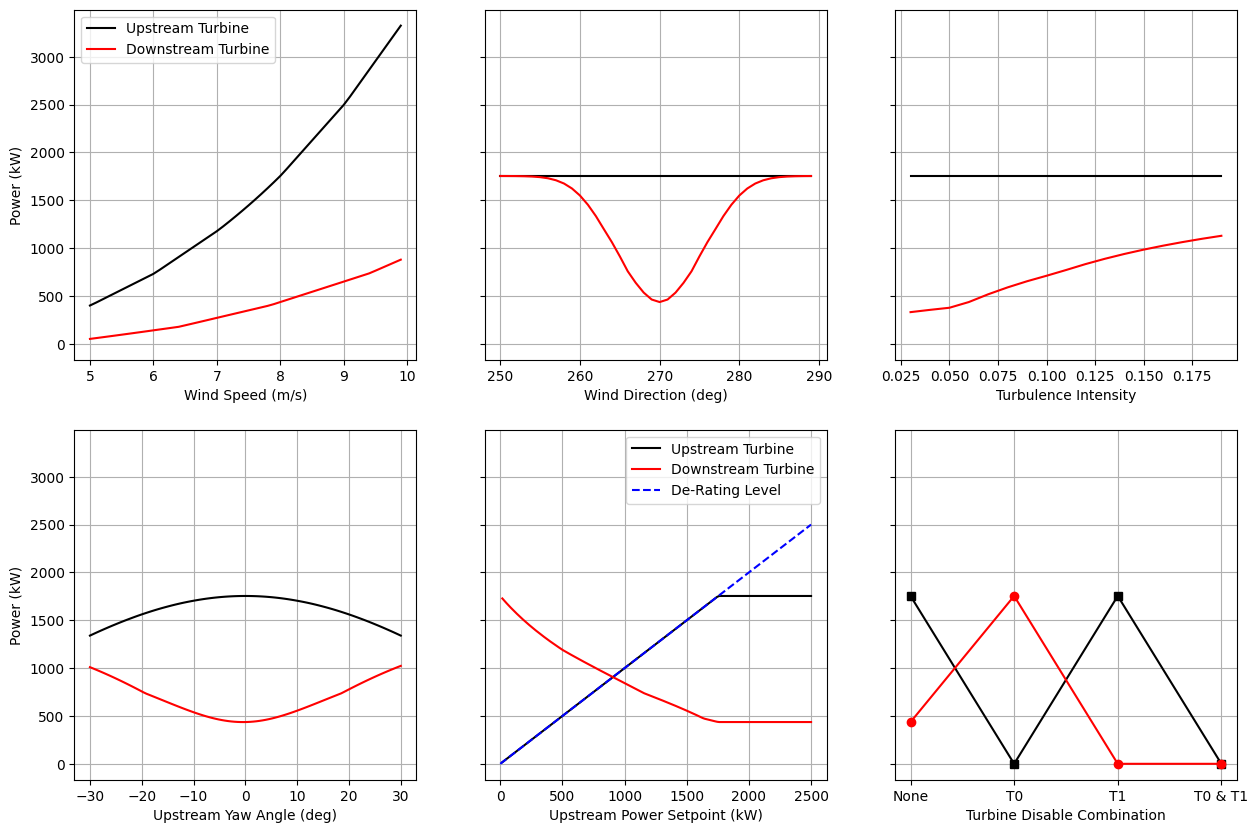 Upstream Turbine
Downstream Turbine
Power (kW)
3000
2500
2000
1500
1000
500
0
5 6 7 8 9 10
Wind Speed (m/s)
250 260 270 280 290
Wind Direction (deg)
0.025 0.050 0.075 0.100 0.125 0.150 0.175
Turbulence Intensity
Power (kW)
3000
2500
2000
1500
1000
500
0
−30 −20 −10 0 10 20 30
Upstream Yaw Angle (deg)
Upstream Turbine
Downstream Turbine
De-Rating Level
0 500 1000 1500 2000 2500
Upstream Power Setpoint (kW)
None T0 T1 T0 & T1
Turbine Disable Combination